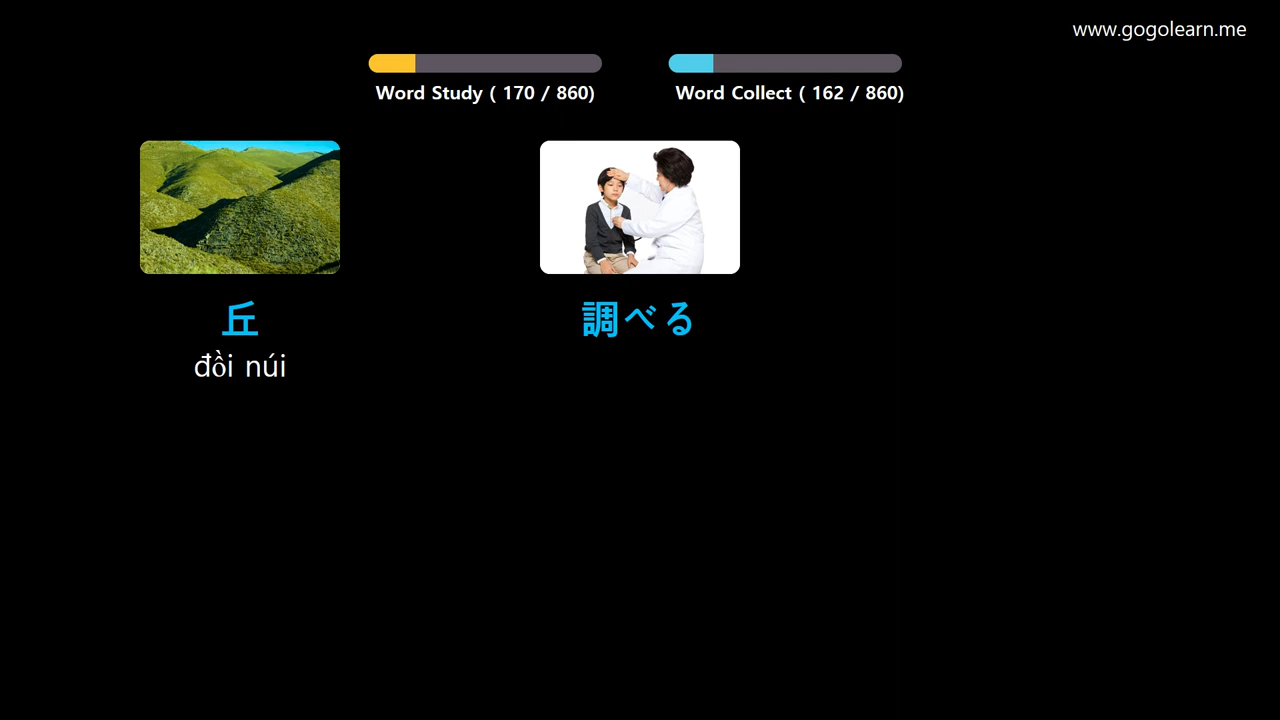 www.gogolearn.me
Word Study ( 170 / 860)
Word Collect ( 162 / 860)
丘
đồi núi
調べる